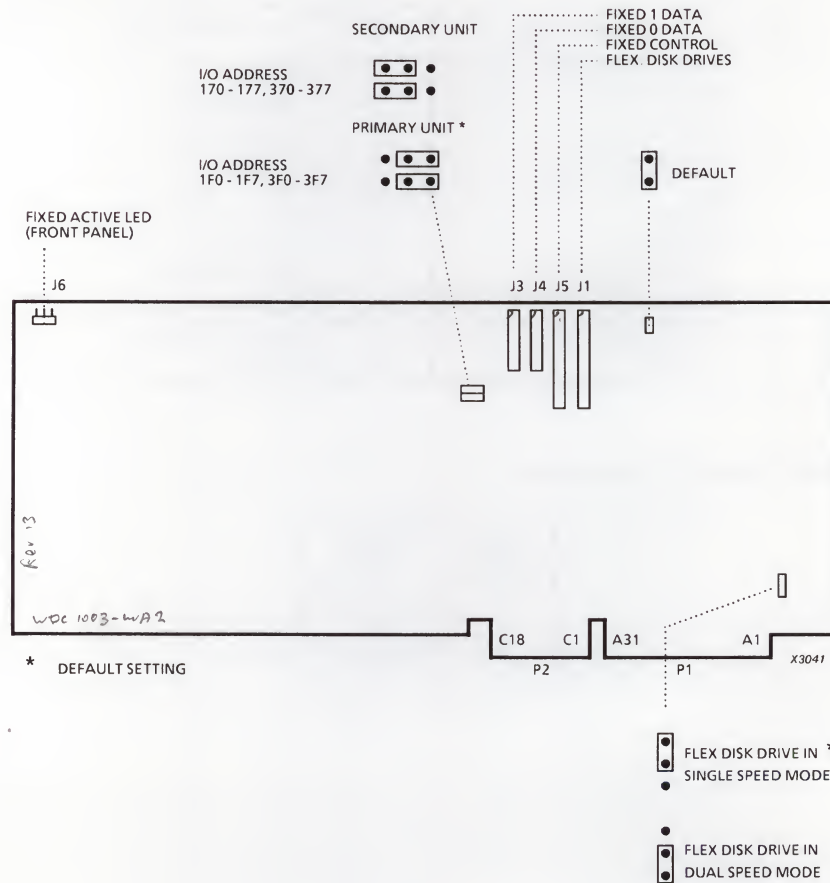 FIXED 1 DATA
FIXED 0 DATA
FIXED CONTROL
FLEX. DISK DRIVES
SECONDARY UNIT
I/O ADDRESS
170 - 177, 370 - 377
PRIMARY UNIT *
I/O ADDRESS
1F0 - 1F7, 3F0 - 3F7
DEFAULT
FIXED ACTIVE LED
(FRONT PANEL)
J6
J3 J4 J5 J1
Rev 13
WDC 1003-WA2
C18 C1 A31 A1
P2 P1
X3041
* DEFAULT SETTING
FLEX DISK DRIVE IN *
SINGLE SPEED MODE
FLEX DISK DRIVE IN
DUAL SPEED MODE